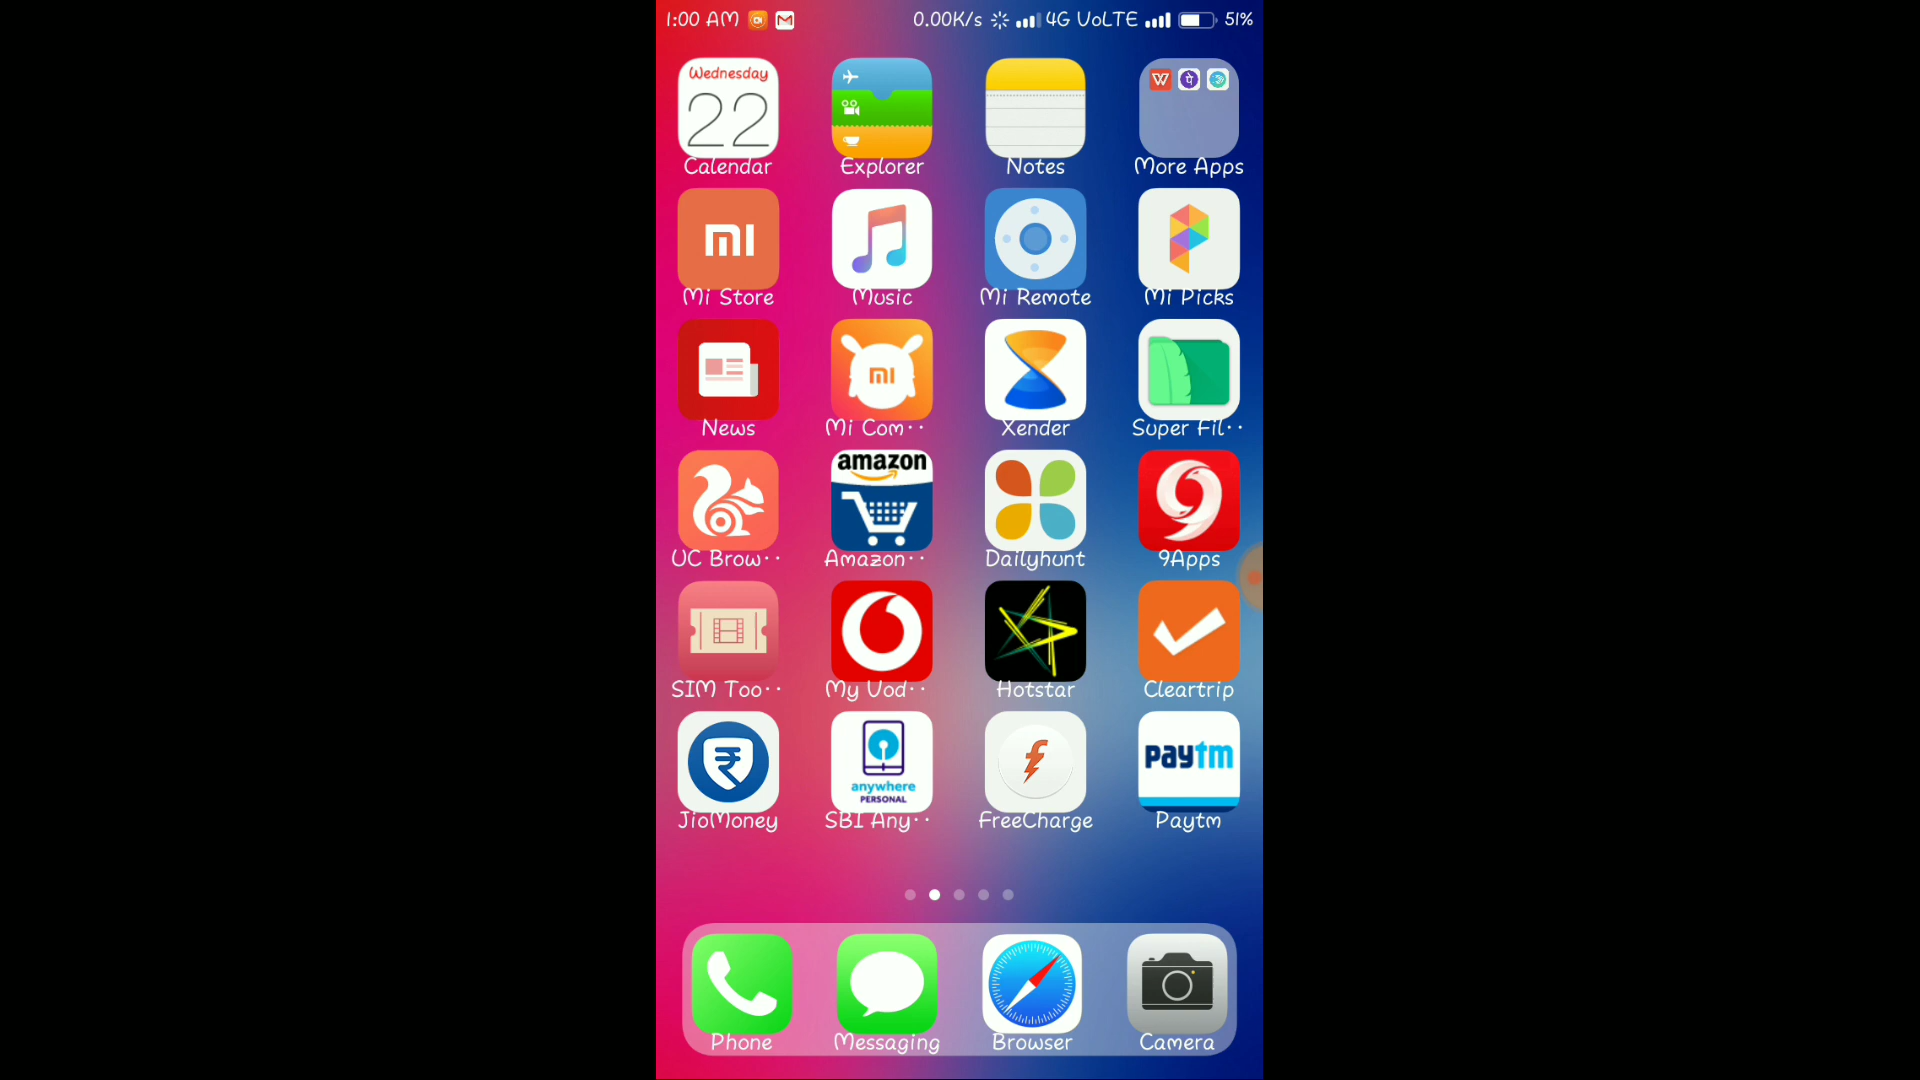 1:00 AM 0.00K/s 4G VoLTE 51%
Wednesday
22
Calendar Explorer Notes More Apps
mi
Mi Store Music Mi Remote Mi Picks
mi
News Mi Com·· Xender Super Fil··
amazon
UC Brow·· Amazon·· Dailyhunt 9Apps
SIM Too·· My Vod·· Hotstar Cleartrip
₹ anywhere PERSONAL paytm
JioMoney SBI Any·· FreeCharge Paytm
Phone Messaging Browser Camera